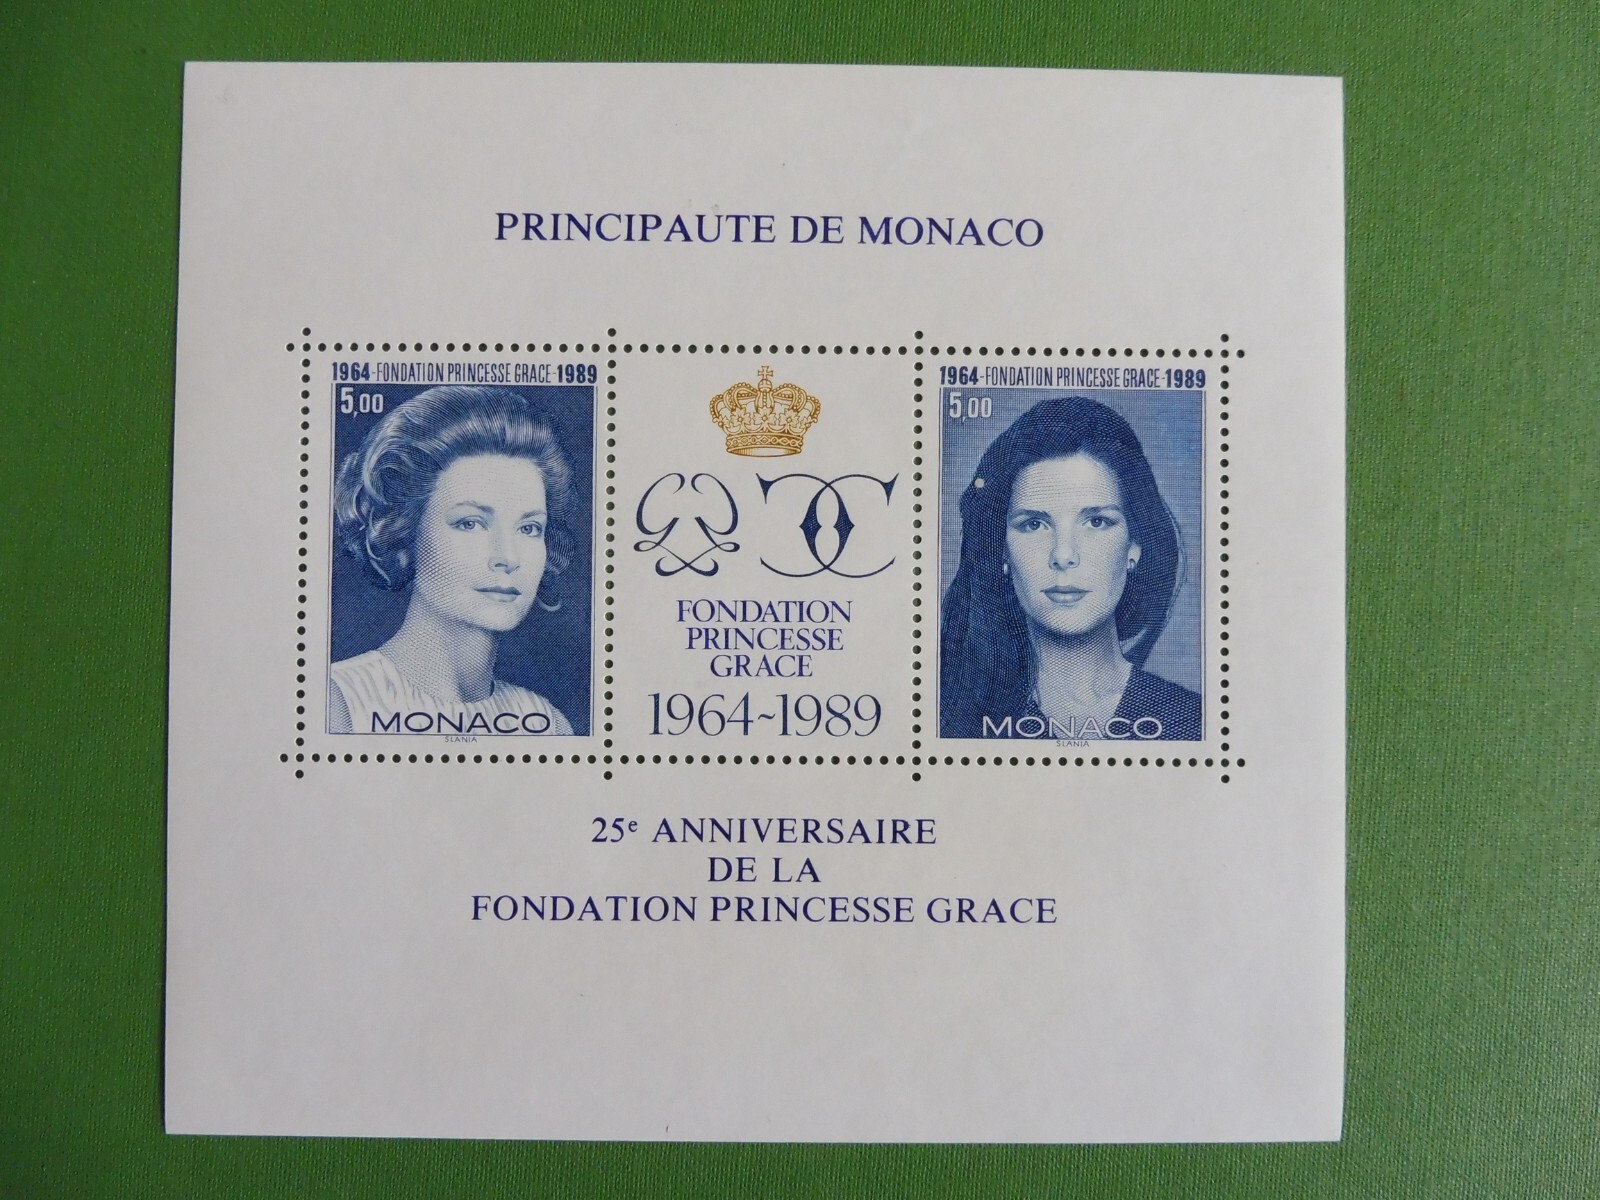 PRINCIPAUTE DE MONACO
1964-FONDATION PRINCESSE GRACE-1989
5,00
MONACO
SLANIA
FONDATION
PRINCESSE
GRACE
1964~1989
1964-FONDATION PRINCESSE GRACE-1989
5,00
MONACO
SLANIA
25e ANNIVERSAIRE
DE LA
FONDATION PRINCESSE GRACE